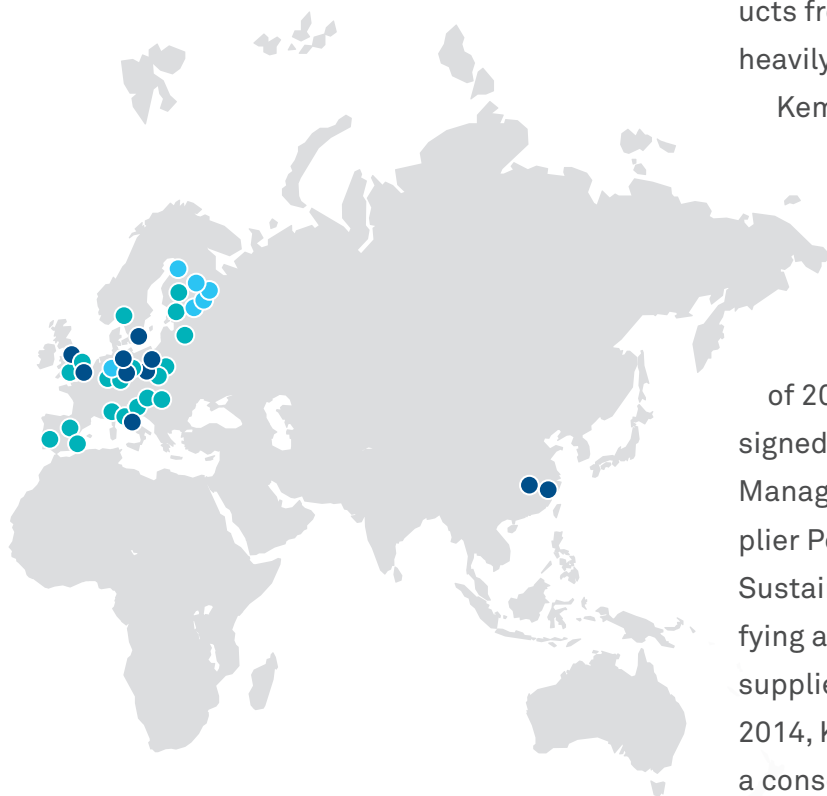 ucts fr
heavily
Kem
of 20
signed
Manag
plier Po
Sustai
fying a
supplie
2014, K
a cons